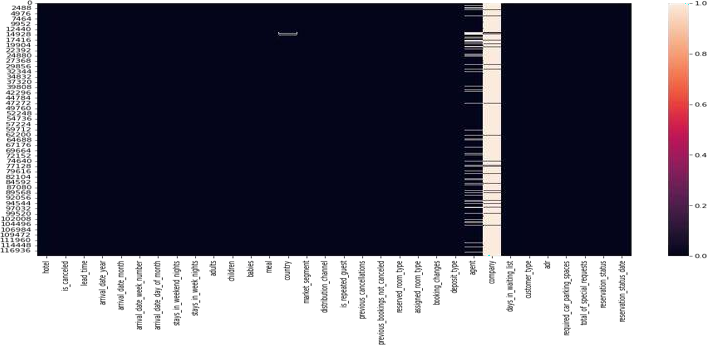 0
2488
4976
7464
9952
12440
14928
17416
19904
22392
24880
27368
29856
32344
34832
37320
39808
42296
44784
47272
49760
52248
54736
57224
59712
62200
64688
67176
69664
72152
74640
77128
79616
82104
84592
87080
89568
92056
94544
97032
99520
102008
104496
106984
109472
111960
114448
116936
hotel
is_canceled
lead_time
arrival_date_year
arrival_date_month
arrival_date_week_number
arrival_date_day_of_month
stays_in_weekend_nights
stays_in_week_nights
adults
children
babies
meal
country
market_segment
distribution_channel
is_repeated_guest
previous_cancellations
previous_bookings_not_canceled
reserved_room_type
assigned_room_type
booking_changes
deposit_type
agent
company
days_in_waiting_list
customer_type
adr
required_car_parking_spaces
total_of_special_requests
reservation_status
reservation_status_date
1.0
0.8
0.6
0.4
0.2
0.0